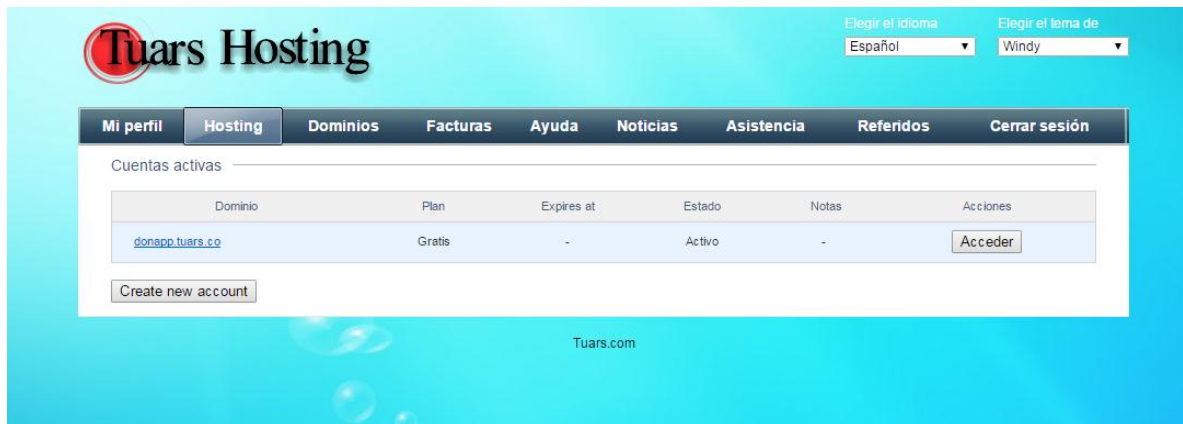 Tuars Hosting
Elegir el idioma Elegir el tema de
Español Windy
Mi perfil Hosting Dominios Facturas Ayuda Noticias Asistencia Referidos Cerrar sesión
Cuentas activas
Dominio Plan Expires at Estado Notas Acciones
donapp.tuars.co Gratis - Activo - Acceder
Create new account
Tuars.com